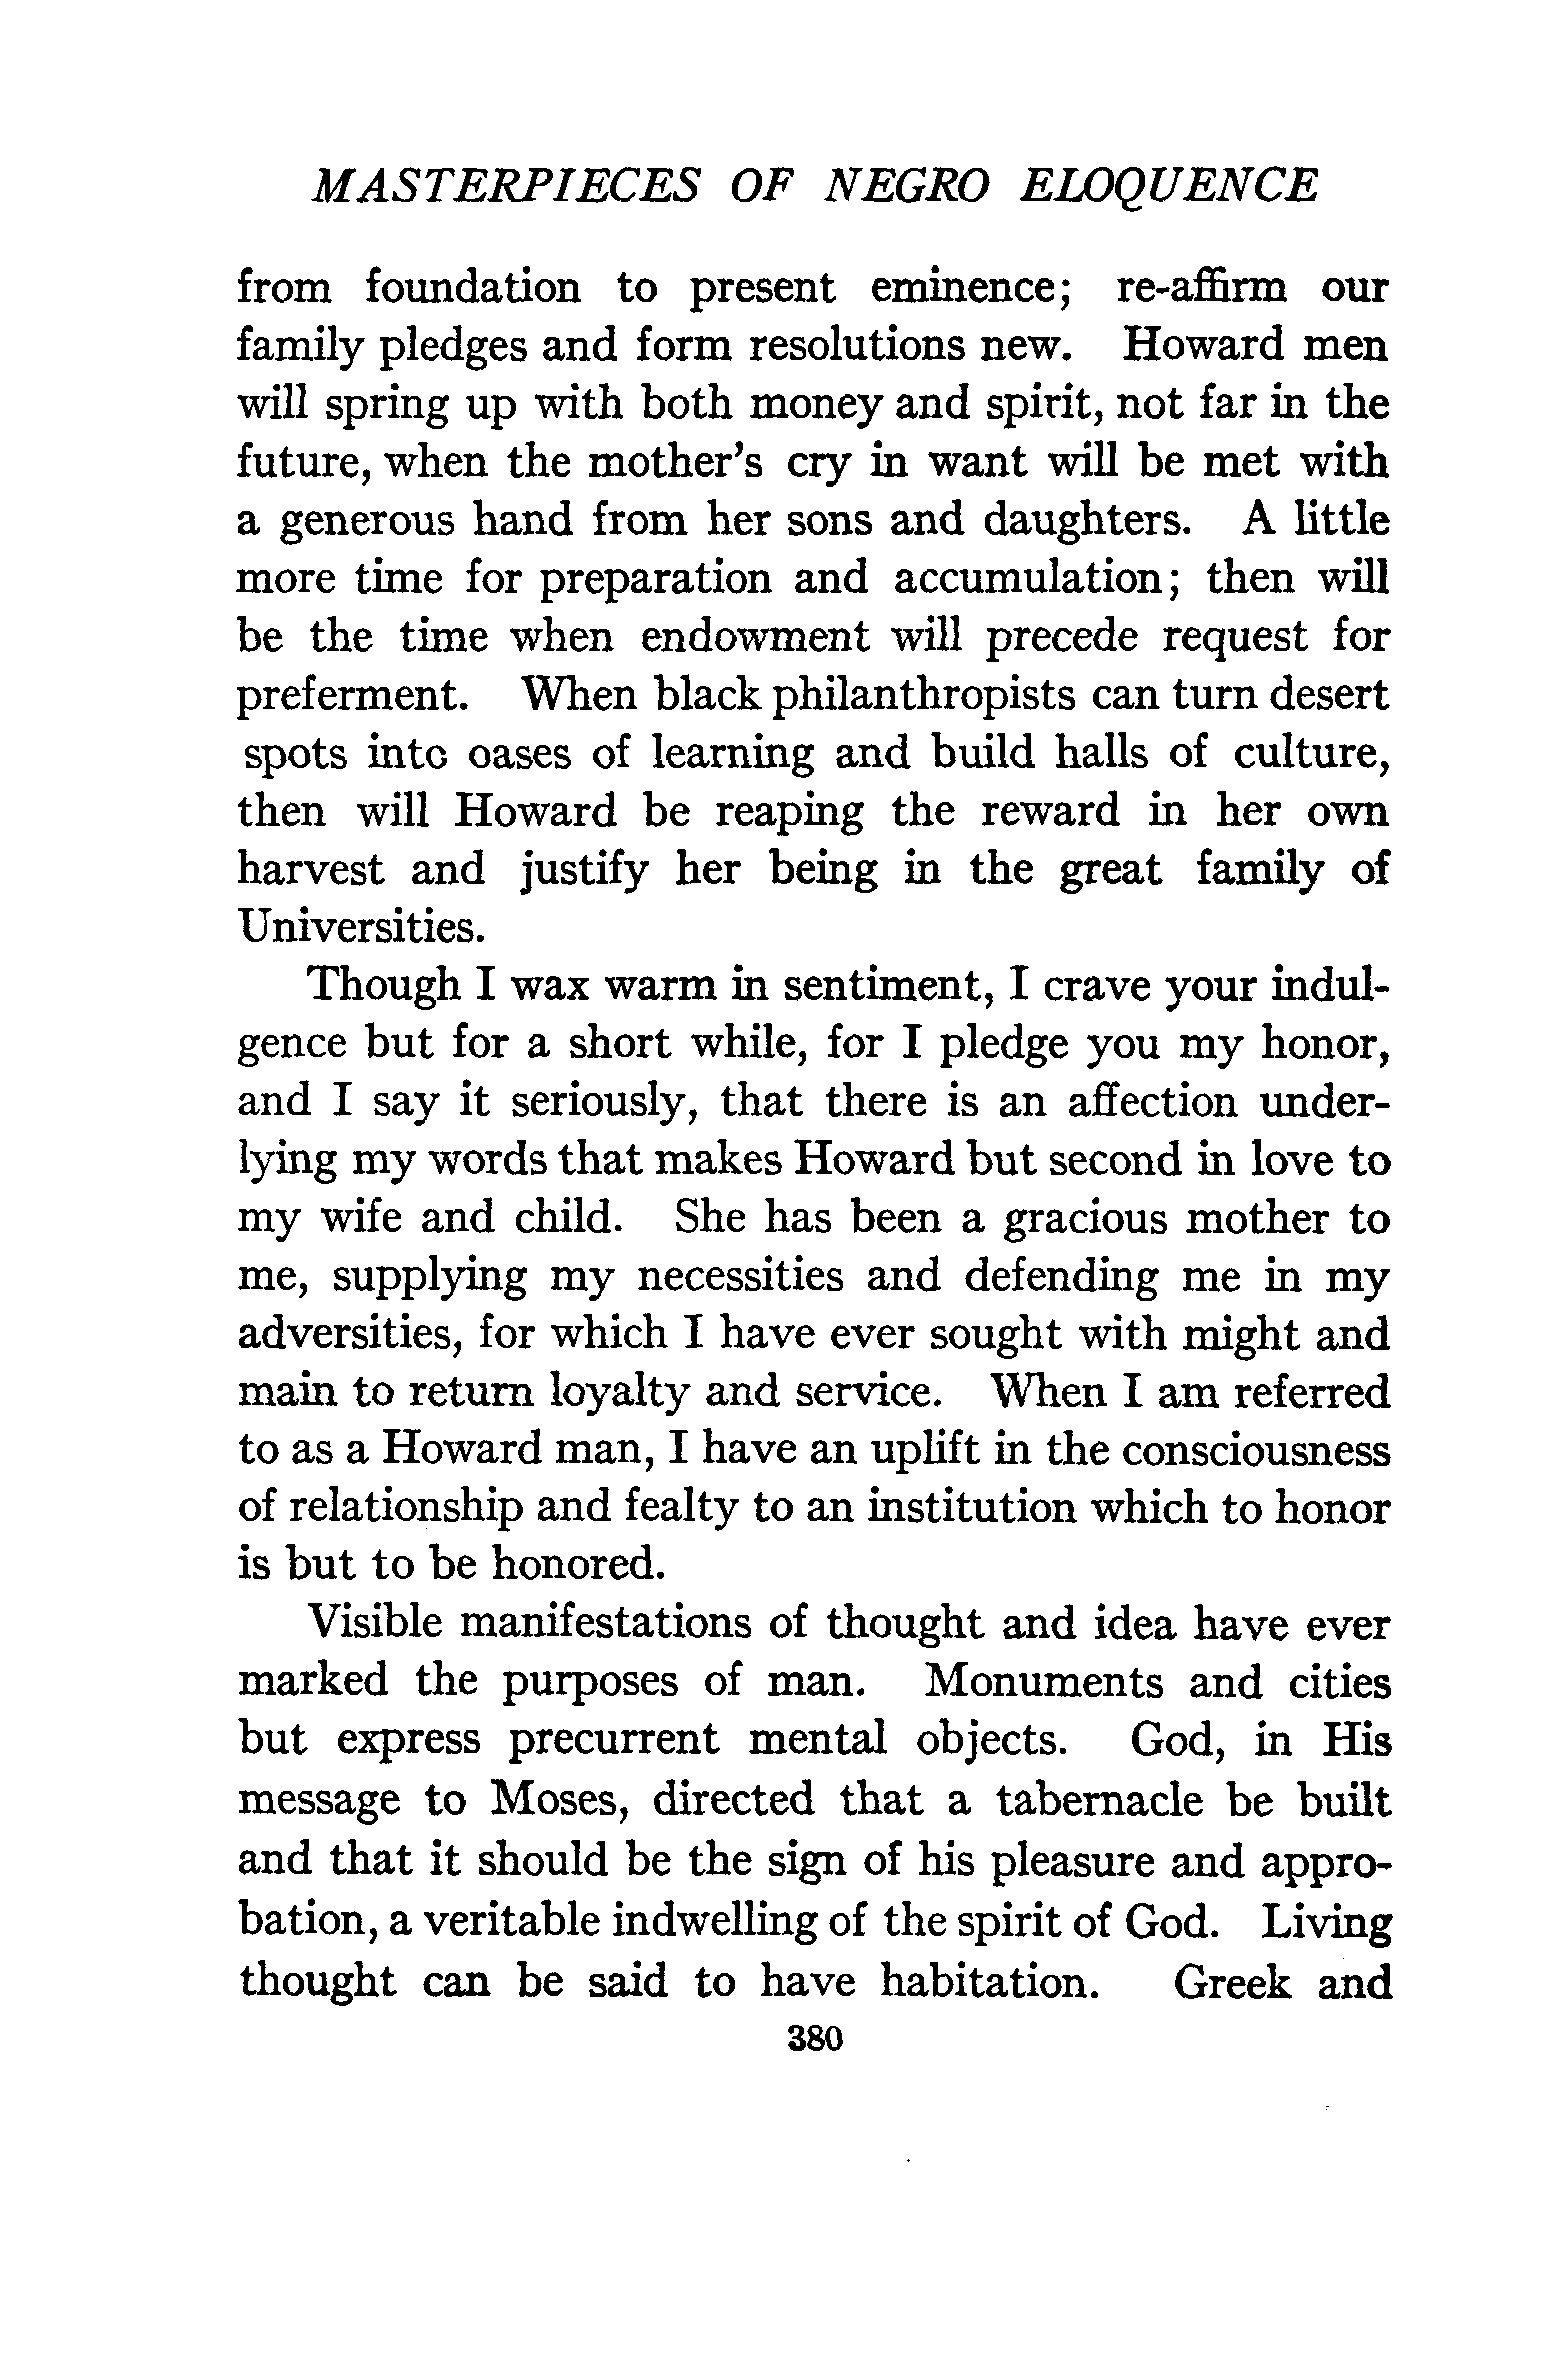 MASTERPIECES OF NEGRO ELOQUENCE
from foundation to present eminence; re-affirm our
family pledges and form resolutions new. Howard men
will spring up with both money and spirit, not far in the
future, when the mother's cry in want will be met with
a generous hand from her sons and daughters. A little
more time for preparation and accumulation; then will
be the time when endowment will precede request for
preferment. When black philanthropists can turn desert
spots into oases of learning and build halls of culture,
then will Howard be reaping the reward in her own
harvest and justify her being in the great family of
Universities.
Though I wax warm in sentiment, I crave your indul-
gence but for a short while, for I pledge you my honor,
and I say it seriously, that there is an affection under-
lying my words that makes Howard but second in love to
my wife and child. She has been a gracious mother to
me, supplying my necessities and defending me in my
adversities, for which I have ever sought with might and
main to return loyalty and service. When I am referred
to as a Howard man, I have an uplift in the consciousness
of relationship and fealty to an institution which to honor
is but to be honored.
Visible manifestations of thought and idea have ever
marked the purposes of man. Monuments and cities
but express precurrent mental objects. God, in His
message to Moses, directed that a tabernacle be built
and that it should be the sign of his pleasure and appro-
bation, a veritable indwelling of the spirit of God. Living
thought can be said to have habitation. Greek and
380